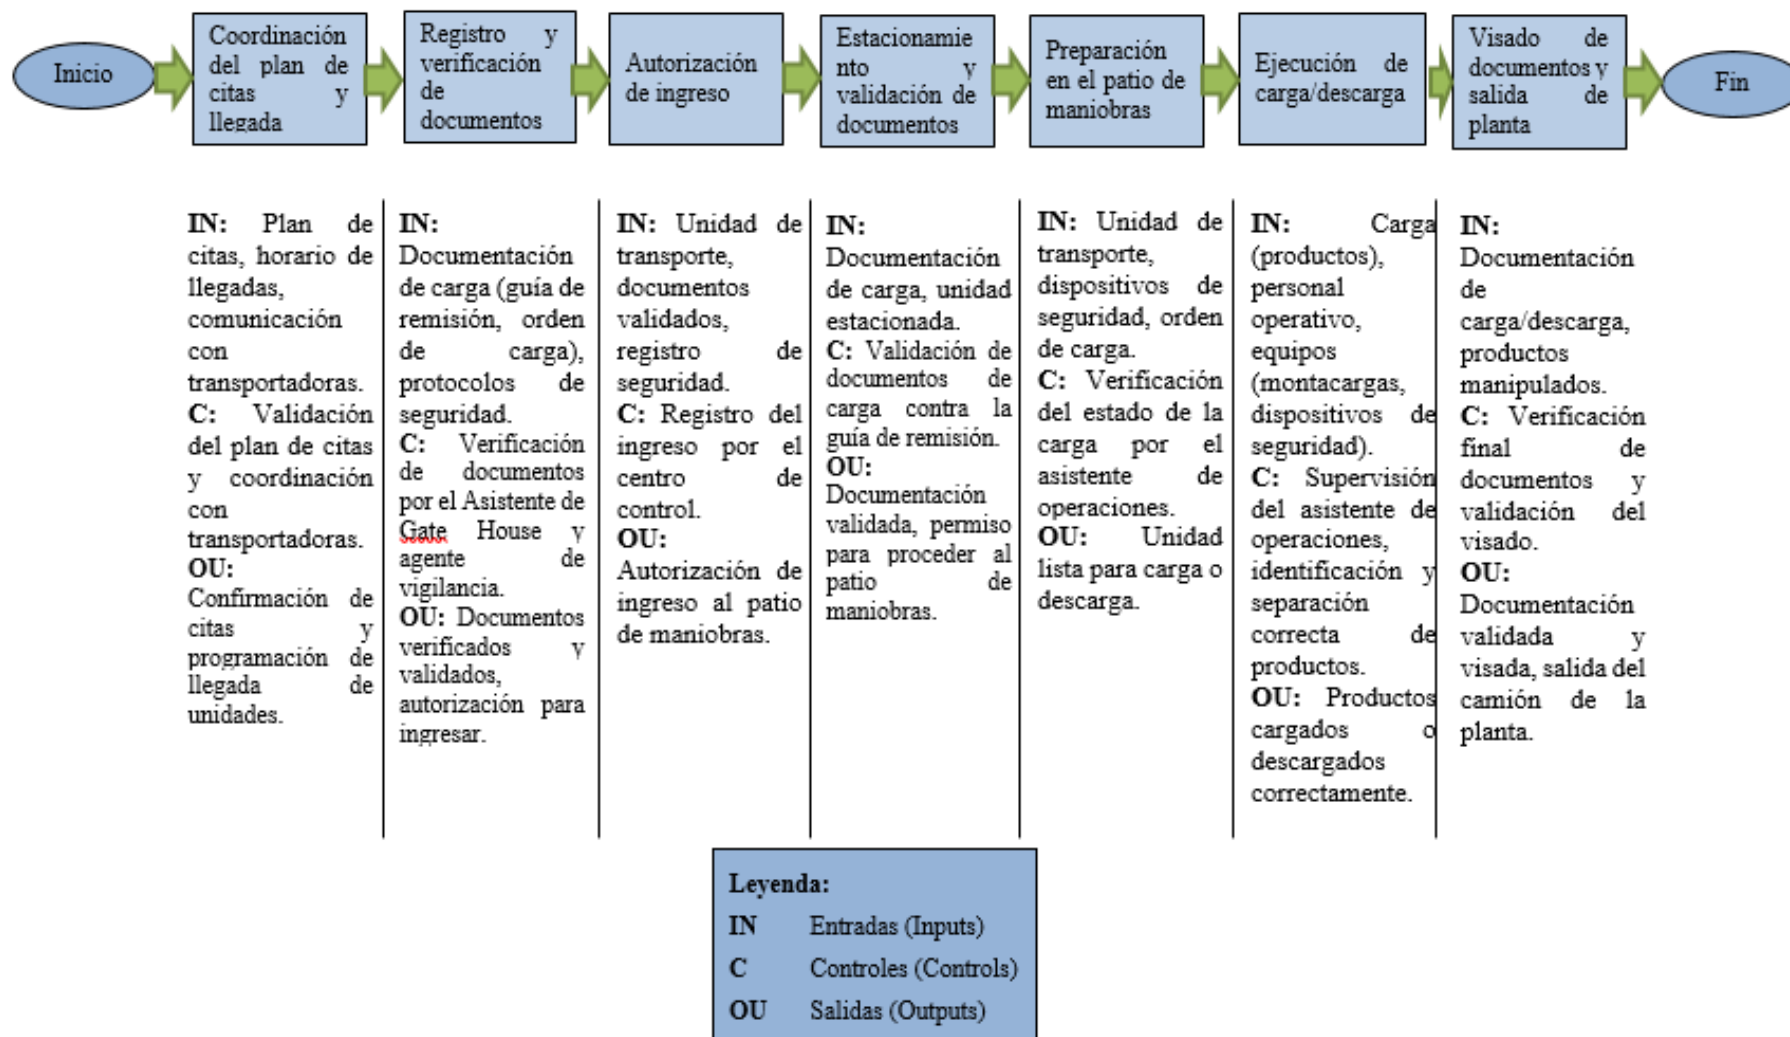 Inicio
Coordinación
del plan de
citas y
llegada
Registro y
verificación
de
documentos
Autorización
de ingreso
Estacionamie
nto y
validación de
documentos
Preparación
en el patio de
maniobras
Ejecución de
carga/descarga
Visado de
documentos y
salida de
planta
Fin
IN: Plan de
citas, horario de
llegadas,
comunicación
con
transportadoras.
C: Validación
del plan de citas
y coordinación
con
transportadoras.
OU:
Confirmación de
citas y
programación de
llegada de
unidades.
IN:
Documentación
de carga (guía de
remisión, orden
de carga),
protocolos de
seguridad.
C: Verificación
de documentos
por el Asistente de
Gate House y
agente de
vigilancia.
OU: Documentos
verificados y
validados,
autorización para
ingresar.
IN: Unidad de
transporte,
documentos
validados,
registro de
seguridad.
C: Registro del
ingreso por el
centro de
control.
OU:
Autorización de
ingreso al patio
de maniobras.
IN:
Documentación
de carga, unidad
estacionada.
C: Validación de
documentos de
carga contra la
guía de remisión.
OU:
Documentación
validada, permiso
para proceder al
patio de
maniobras.
IN: Unidad de
transporte,
dispositivos de
seguridad, orden
de carga.
C: Verificación
del estado de la
carga por el
asistente de
operaciones.
OU: Unidad
lista para carga o
descarga.
IN: Carga
(productos),
personal
operativo,
equipos
(montacargas,
dispositivos de
seguridad).
C: Supervisión
del asistente de
operaciones,
identificación y
separación
correcta de
productos.
OU: Productos
cargados o
descargados
correctamente.
IN:
Documentación
de
carga/descarga,
productos
manipulados.
C: Verificación
final de
documentos y
validación del
visado.
OU:
Documentación
validada y
visada, salida del
camión de la
planta.
Leyenda:
IN Entradas (Inputs)
C Controles (Controls)
OU Salidas (Outputs)